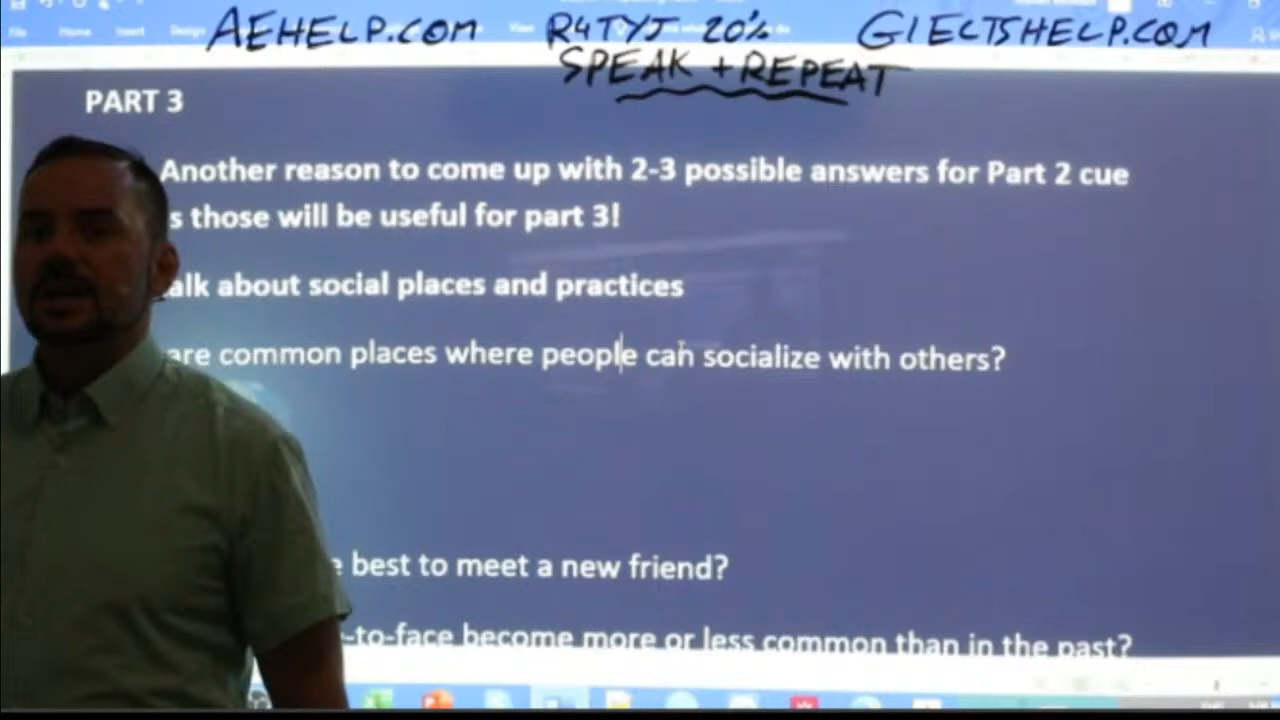 AEHELP.COM R4TYJ 20% GIELTSHELP.COM
SPEAK + REPEAT
PART 3
Another reason to come up with 2-3 possible answers for Part 2 cue
s those will be useful for part 3!
alk about social places and practices
are common places where people can socialize with others?
e best to meet a new friend?
-to-face become more or less common than in the past?